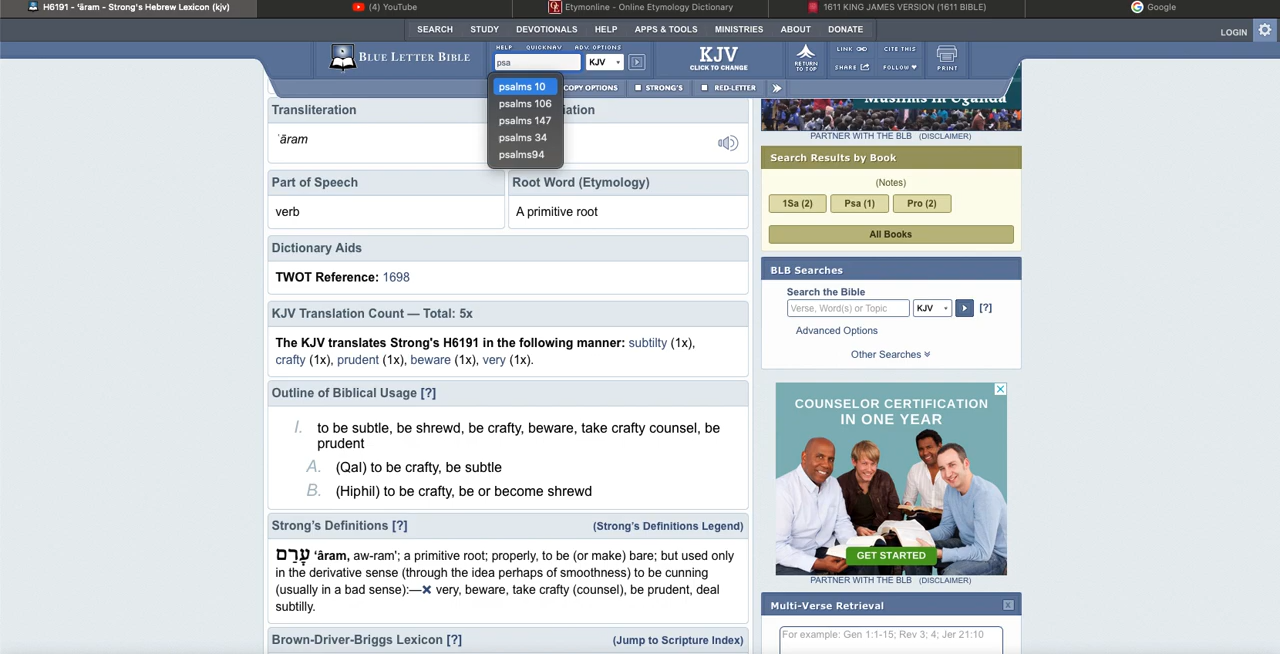 H6191 - 'āram - Strong's Hebrew Lexicon (kjv)
(4) YouTube
Etymonline - Online Etymology Dictionary
1611 KING JAMES VERSION (1611 BIBLE)
Google
SEARCH STUDY DEVOTIONALS HELP APPS & TOOLS MINISTRIES ABOUT DONATE
LOGIN
BLUE LETTER BIBLE
HELP QUICKNAV ADV. OPTIONS
psa KJV
KJV
CLICK TO CHANGE
RETURN
TO TOP
LINK CITE THIS
SHARE FOLLOW
PRINT
psalms 10
psalms 106
psalms 147
psalms 34
psalms94
COPY OPTIONS STRONG'S RED-LETTER
Transliteration
ʿāram
Part of Speech
verb
Root Word (Etymology)
A primitive root
Dictionary Aids
TWOT Reference: 1698
KJV Translation Count — Total: 5x
The KJV translates Strong's H6191 in the following manner: subtilty (1x),
crafty (1x), prudent (1x), beware (1x), very (1x).
Outline of Biblical Usage [?]
I. to be subtle, be shrewd, be crafty, beware, take crafty counsel, be
prudent
A. (Qal) to be crafty, be subtle
B. (Hiphil) to be crafty, be or become shrewd
Strong's Definitions [?] (Strong's Definitions Legend)
עָרַם ʻâram, aw-ram'; a primitive root; properly, to be (or make) bare; but used only
in the derivative sense (through the idea perhaps of smoothness) to be cunning
(usually in a bad sense):—✖ very, beware, take crafty (counsel), be prudent, deal
subtilly.
Brown-Driver-Briggs Lexicon [?] (Jump to Scripture Index)
Muslims in Uganda
PARTNER WITH THE BLB (DISCLAIMER)
Search Results by Book
(Notes)
1Sa (2) Psa (1) Pro (2)
All Books
BLB Searches
Search the Bible
Verse, Word(s) or Topic KJV [?]
Advanced Options
Other Searches
COUNSELOR CERTIFICATION
IN ONE YEAR
GET STARTED
PARTNER WITH THE BLB (DISCLAIMER)
Multi-Verse Retrieval x
For example: Gen 1:1-15; Rev 3; 4; Jer 21:10